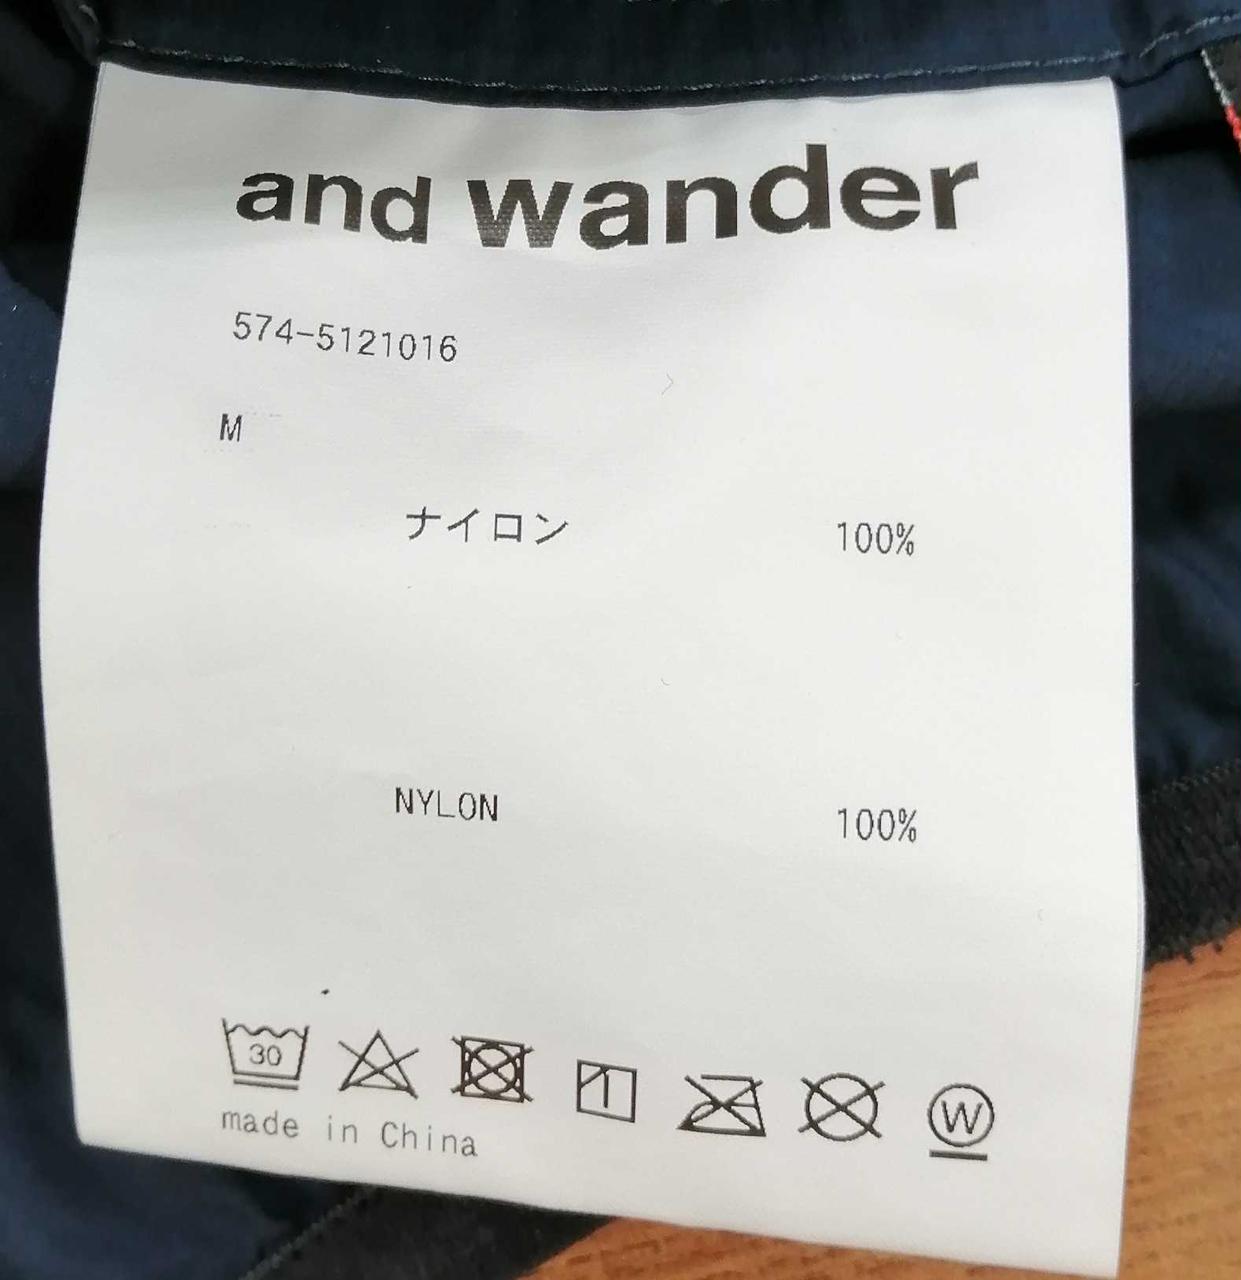 and wander
574-5121016
M
ナイロン 100%
NYLON 100%
30 W
made in China